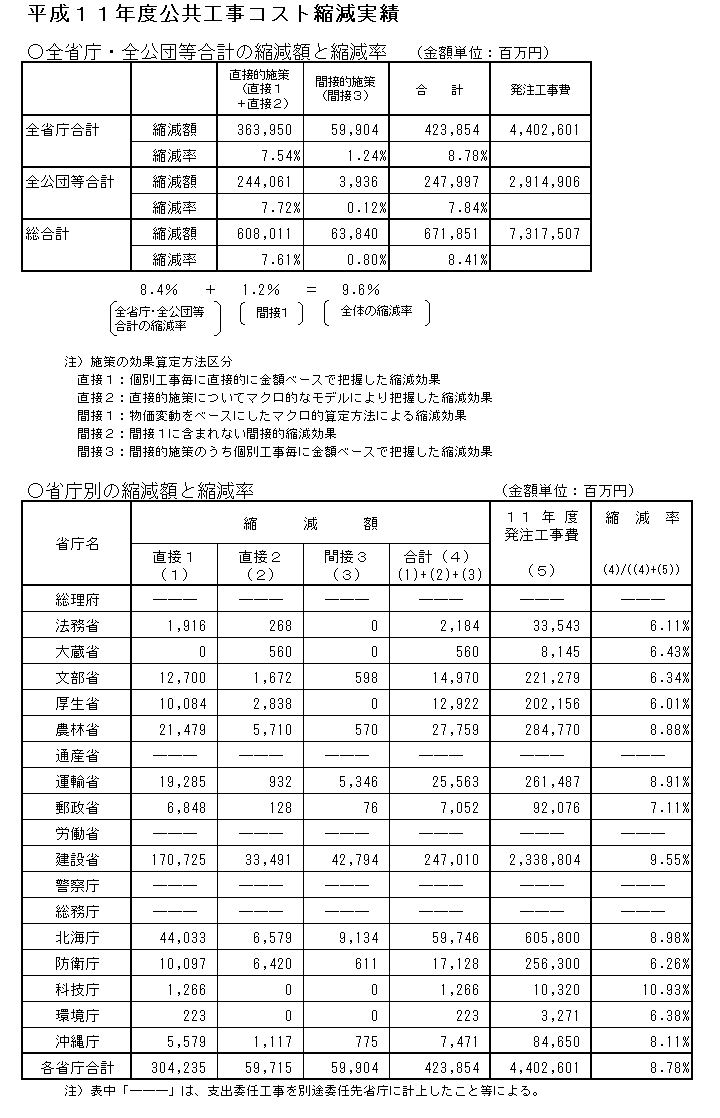 平成１１年度公共工事コスト縮減実績
○全省庁・全公団等合計の縮減額と縮減率　（金額単位：百万円）
直接的施策（直接１＋直接２）　間接的施策（間接３）　合　計　発注工事費
全省庁合計　縮減額　363,950　59,904　423,854　4,402,601
縮減率　7.54%　1.24%　8.78%
全公団等合計　縮減額　244,061　3,936　247,997　2,914,906
縮減率　7.72%　0.12%　7.84%
総合計　縮減額　608,011　63,840　671,851　7,317,507
縮減率　7.61%　0.80%　8.41%
8.4%　＋　1.2%　＝　9.6%
全省庁・全公団等合計の縮減率　間接１　全体の縮減率
注）施策の効果算定方法区分
直接１：個別工事毎に直接的に金額ベースで把握した縮減効果
直接２：直接的施策についてマクロ的なモデルにより把握した縮減効果
間接１：物価変動をベースにしたマクロ的算定方法による縮減効果
間接２：間接１に含まれない間接的縮減効果
間接３：間接的施策のうち個別工事毎に金額ベースで把握した縮減効果
○省庁別の縮減額と縮減率　（金額単位：百万円）
省庁名　縮　減　額　１１年度発注工事費　縮減率
直接１　直接２　間接３　合計（４）
（１）　（２）　（３）　(1)+(2)+(3)　（５）　(4)/((4)+(5))
総理府　―――　―――　―――　―――　―――　―――
法務省　1,916　268　0　2,184　33,543　6.11%
大蔵省　0　560　0　560　8,145　6.43%
文部省　12,700　1,672　598　14,970　221,279　6.34%
厚生省　10,084　2,838　0　12,922　202,156　6.01%
農林省　21,479　5,710　570　27,759　284,770　8.88%
通産省　―――　―――　―――　―――　―――　―――
運輸省　19,285　932　5,346　25,563　261,487　8.91%
郵政省　6,848　128　76　7,052　92,076　7.11%
労働省　―――　―――　―――　―――　―――　―――
建設省　170,725　33,491　42,794　247,010　2,338,804　9.55%
警察庁　―――　―――　―――　―――　―――　―――
総務庁　―――　―――　―――　―――　―――　―――
北海庁　44,033　6,579　9,134　59,746　605,800　8.98%
防衛庁　10,097　6,420　611　17,128　256,300　6.26%
科技庁　1,266　0　0　1,266　10,320　10.93%
環境庁　223　0　0　223　3,271　6.38%
沖縄庁　5,579　1,117　775　7,471　84,650　8.11%
各省庁合計　304,235　59,715　59,904　423,854　4,402,601　8.78%
注）表中「―――」は、支出委任工事を別途委任先省庁に計上したこと等による。